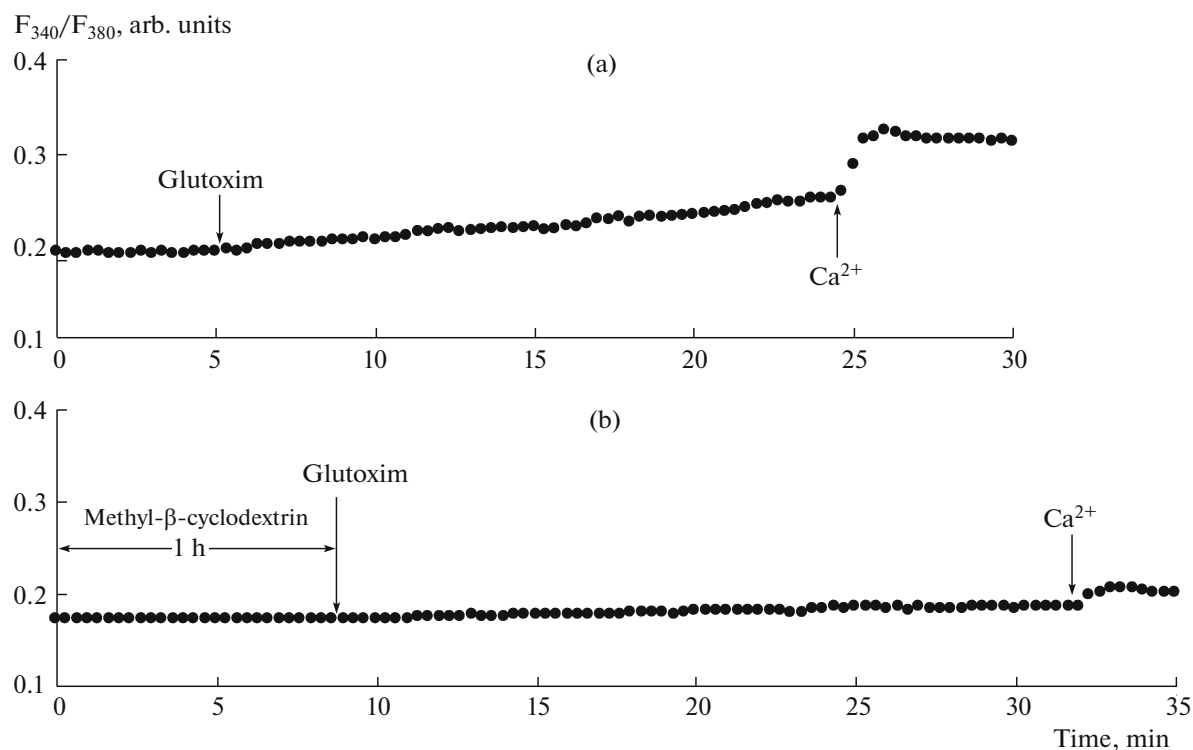 F₃₄₀/F₃₈₀, arb. units
0.4
(a)
0.3
Glutoxim
0.2
Ca²⁺
0.1
0 5 10 15 20 25 30
0.4
(b)
Glutoxim
0.3
Methyl-β-cyclodextrin
Ca²⁺
1 h
0.2
0.1
0 5 10 15 20 25 30 35
Time, min